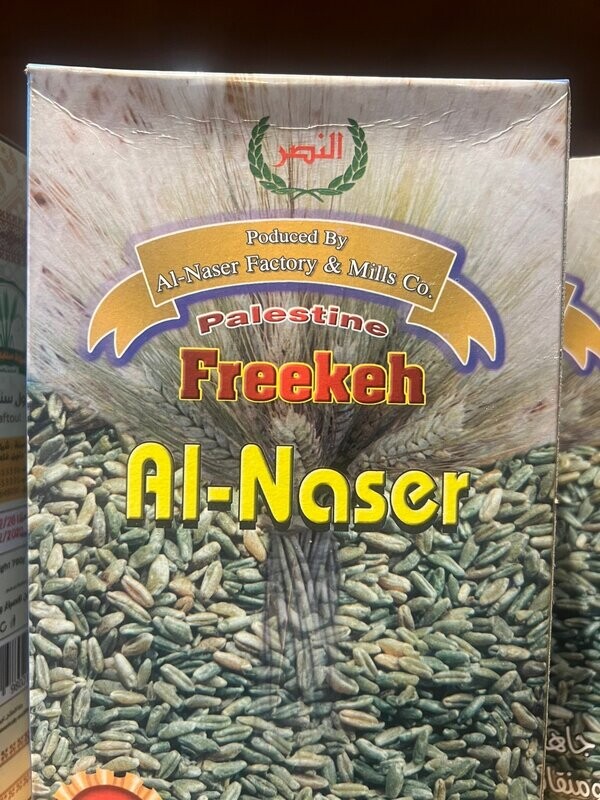 النصر
Poduced By
Al-Naser Factory & Mills Co.
Palestine
Freekeh
Al-Naser